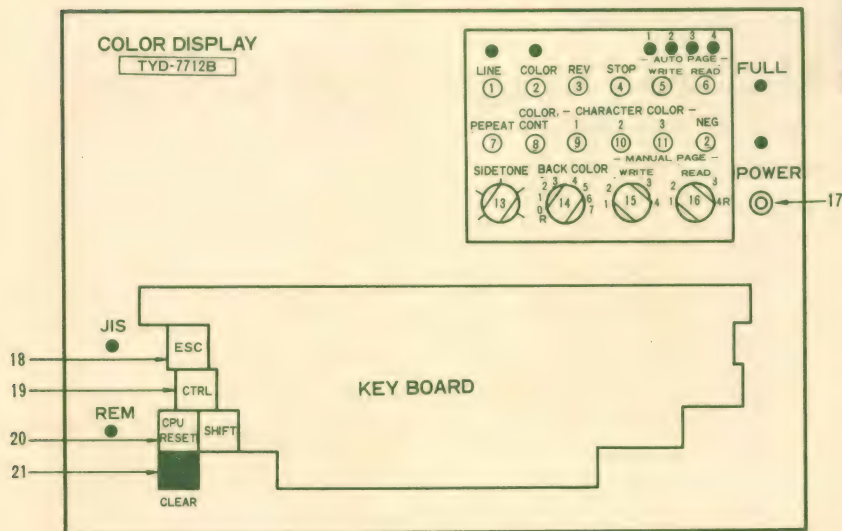 COLOR DISPLAY
TYD-7712B
1 2 3 4
- AUTO PAGE -
LINE COLOR REV STOP WRITE READ
1 2 3 4 5 6
FULL
COLOR, - CHARACTER COLOR -
PEPEAT CONT 1 2 3 NEG
7 8 9 10 11 2
- MANUAL PAGE -
SIDETONE BACK COLOR WRITE READ
POWER
13
R 0 1 2 3 4 5 6 7
14
1 2 3 4
15
1 2 3 4R
16
17
JIS
18 ESC
19 CTRL
KEY BOARD
REM
20 CPU RESET SHIFT
21
CLEAR